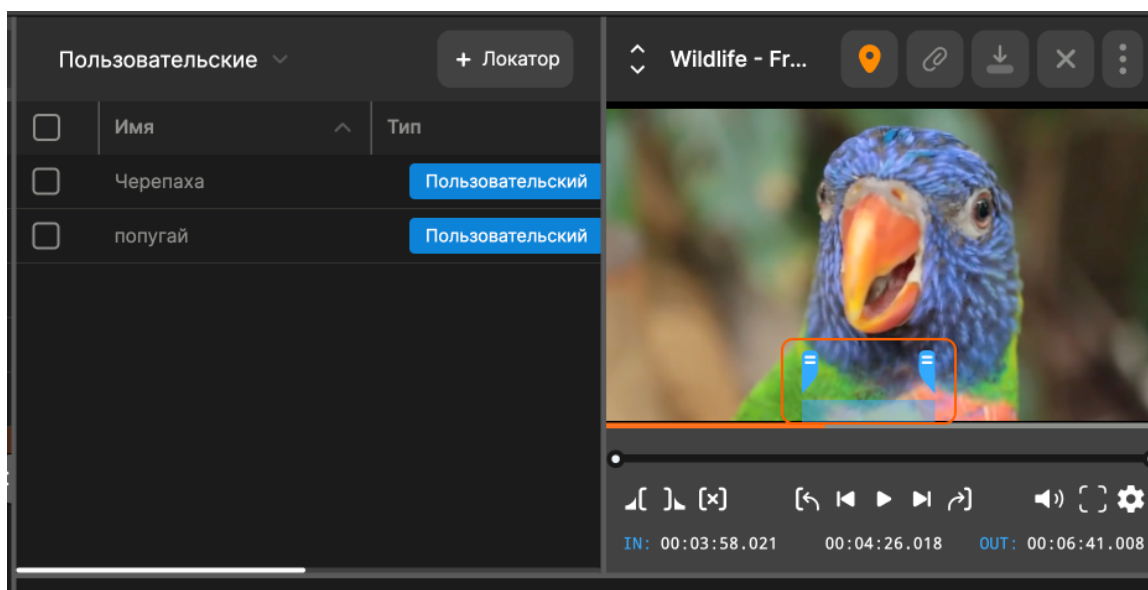 Пользовательские
+ Локатор
Wildlife - Fr...
Имя
Тип
Черепаха
Пользовательский
попугай
Пользовательский
IN: 00:03:58.021
00:04:26.018
OUT: 00:06:41.008